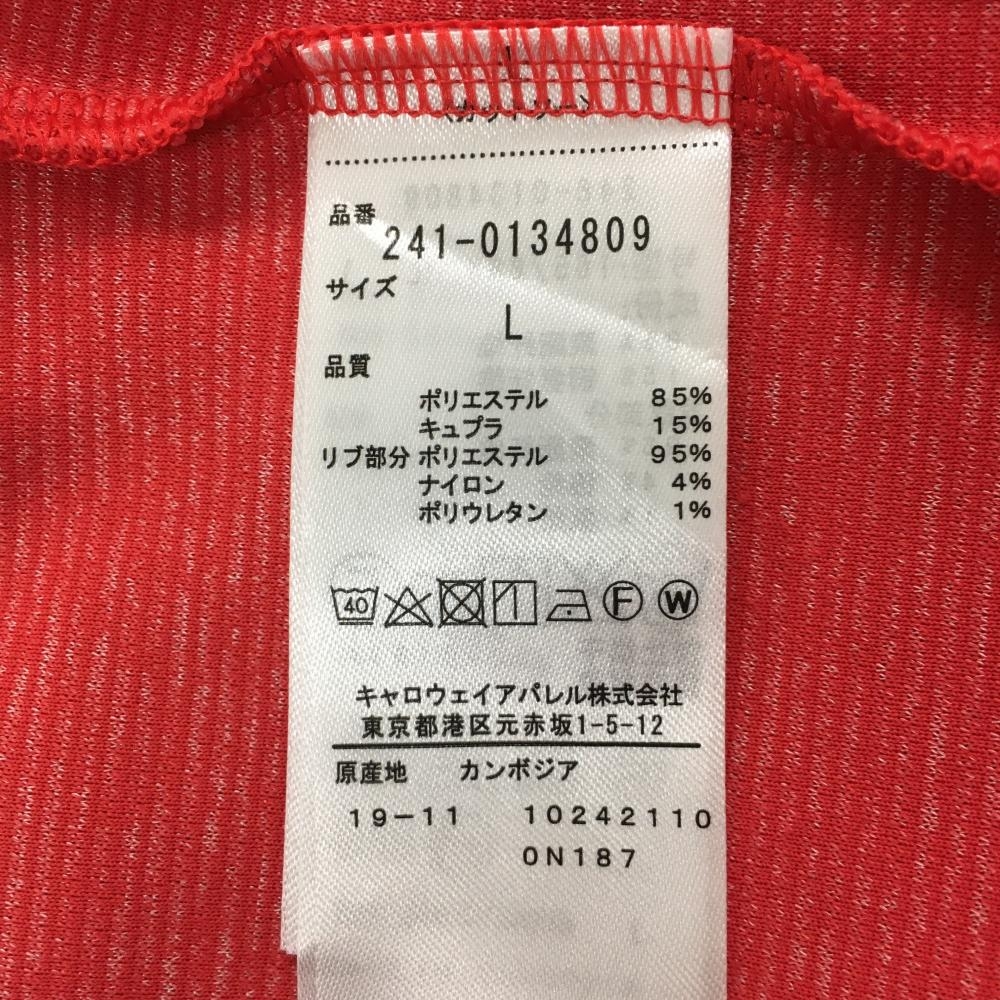 品番
241-0134809
サイズ
L
品質
ポリエステル 85%
キュプラ 15%
リブ部分 ポリエステル 95%
ナイロン 4%
ポリウレタン 1%
40 F W
キャロウェイアパレル株式会社
東京都港区元赤坂1-5-12
原産地 カンボジア
19-11 10242110
0N187